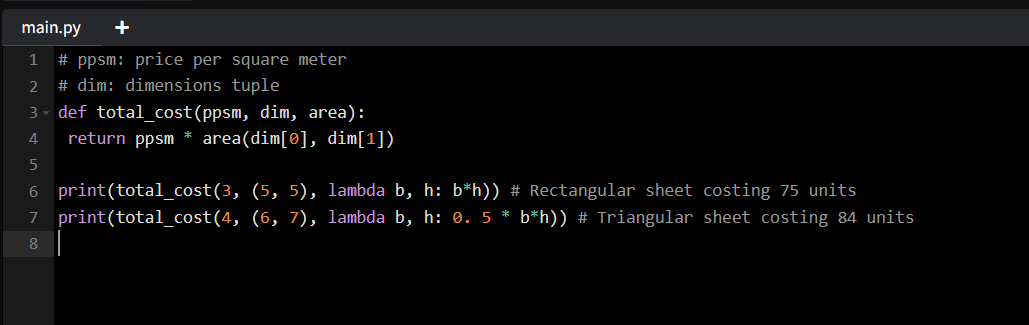 main.py +
1 # ppsm: price per square meter
2 # dim: dimensions tuple
3 def total_cost(ppsm, dim, area):
4 return ppsm * area(dim[0], dim[1])
5
6 print(total_cost(3, (5, 5), lambda b, h: b*h)) # Rectangular sheet costing 75 units
7 print(total_cost(4, (6, 7), lambda b, h: 0. 5 * b*h)) # Triangular sheet costing 84 units
8